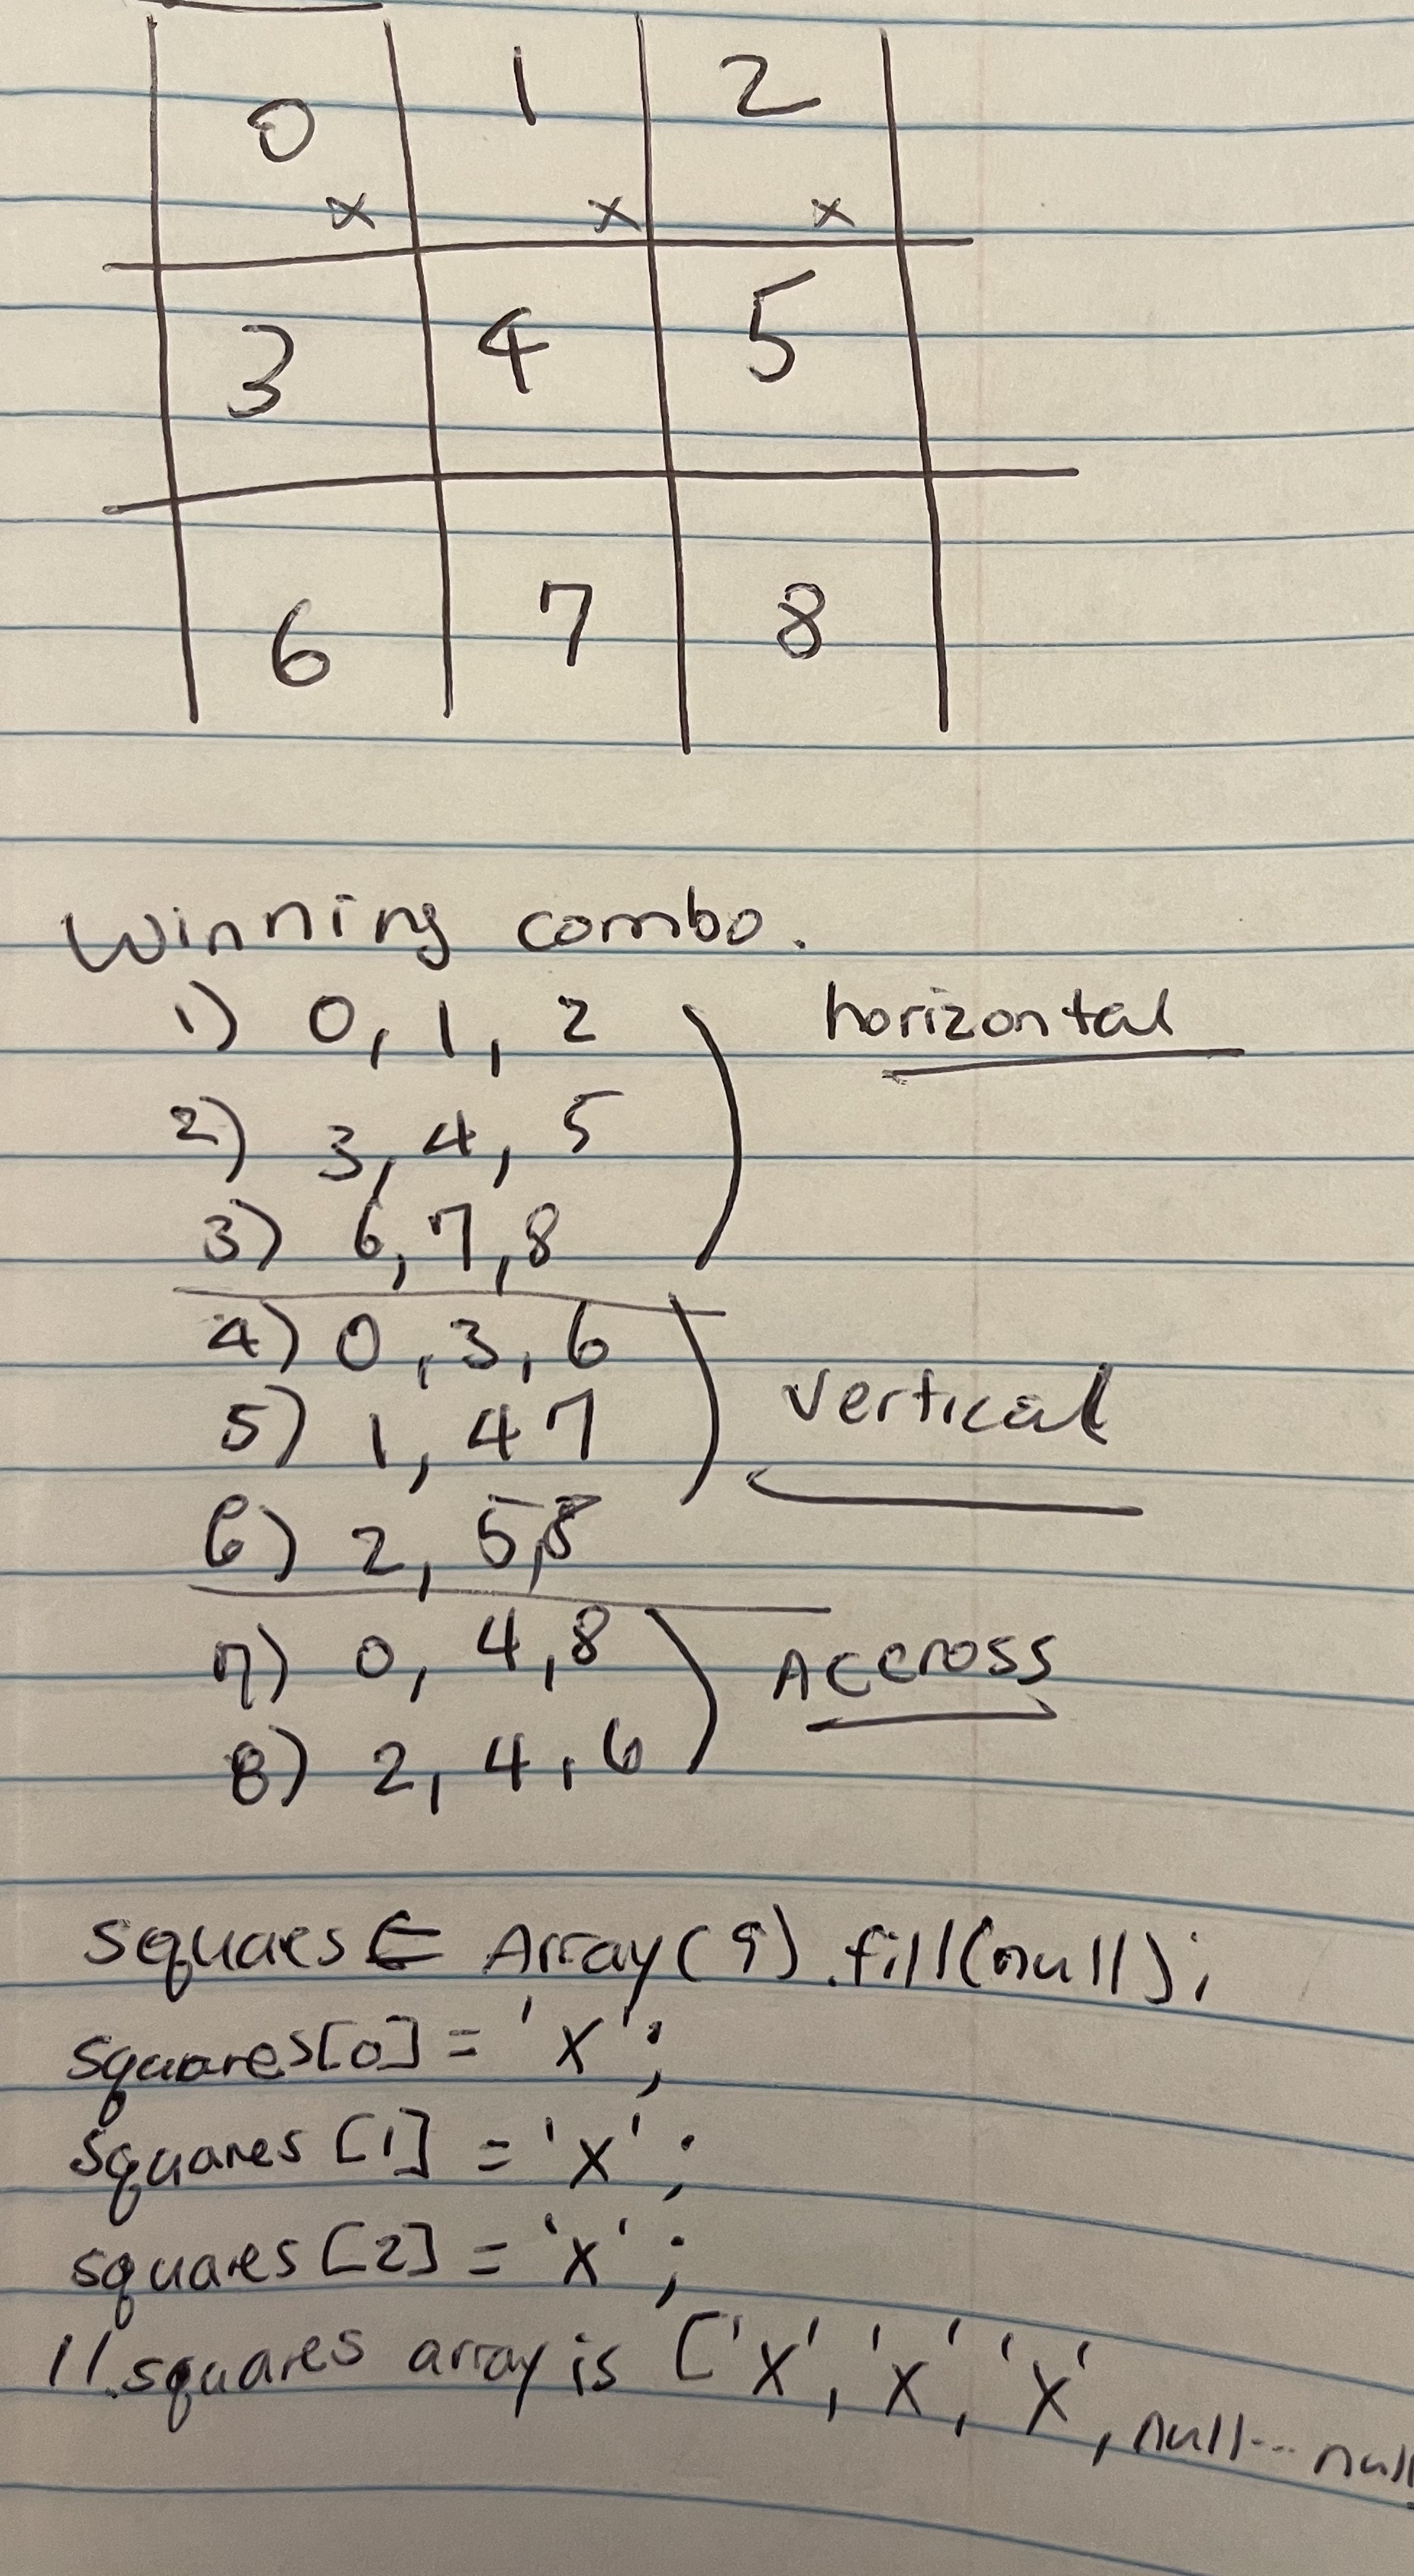 0 1 2
x x x
3 4 5
6 7 8
Winning combo.
1) 0, 1, 2 horizontal
2) 3, 4, 5
3) 6, 7, 8
4) 0, 3, 6
5) 1, 4 7 vertical
6) 2, 5, 8
7) 0, 4, 8 Accross
8) 2, 4, 6
squares = Array(9).fill(null);
squares[0] = 'x';
squares[1] = 'x';
squares[2] = 'x';
// squares array is ['x', 'x', 'x', null... null